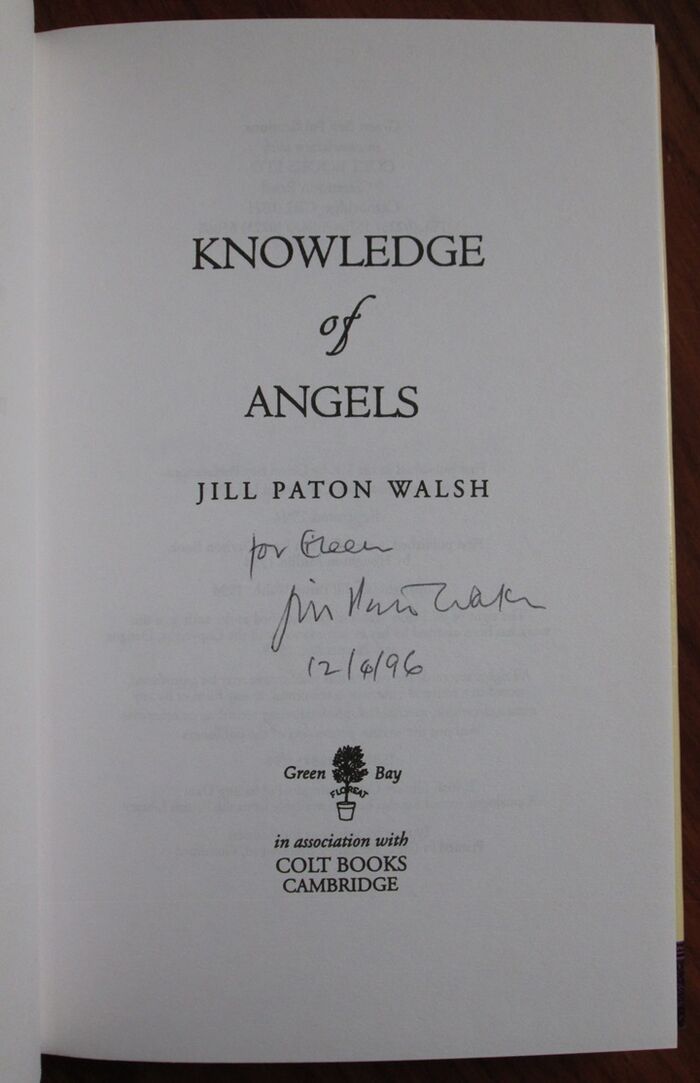 KNOWLEDGE
of
ANGELS
JILL PATON WALSH
for Eileen
Jill Paton Walsh
12/4/96
Green Bay
FLOREAT
in association with
COLT BOOKS
CAMBRIDGE